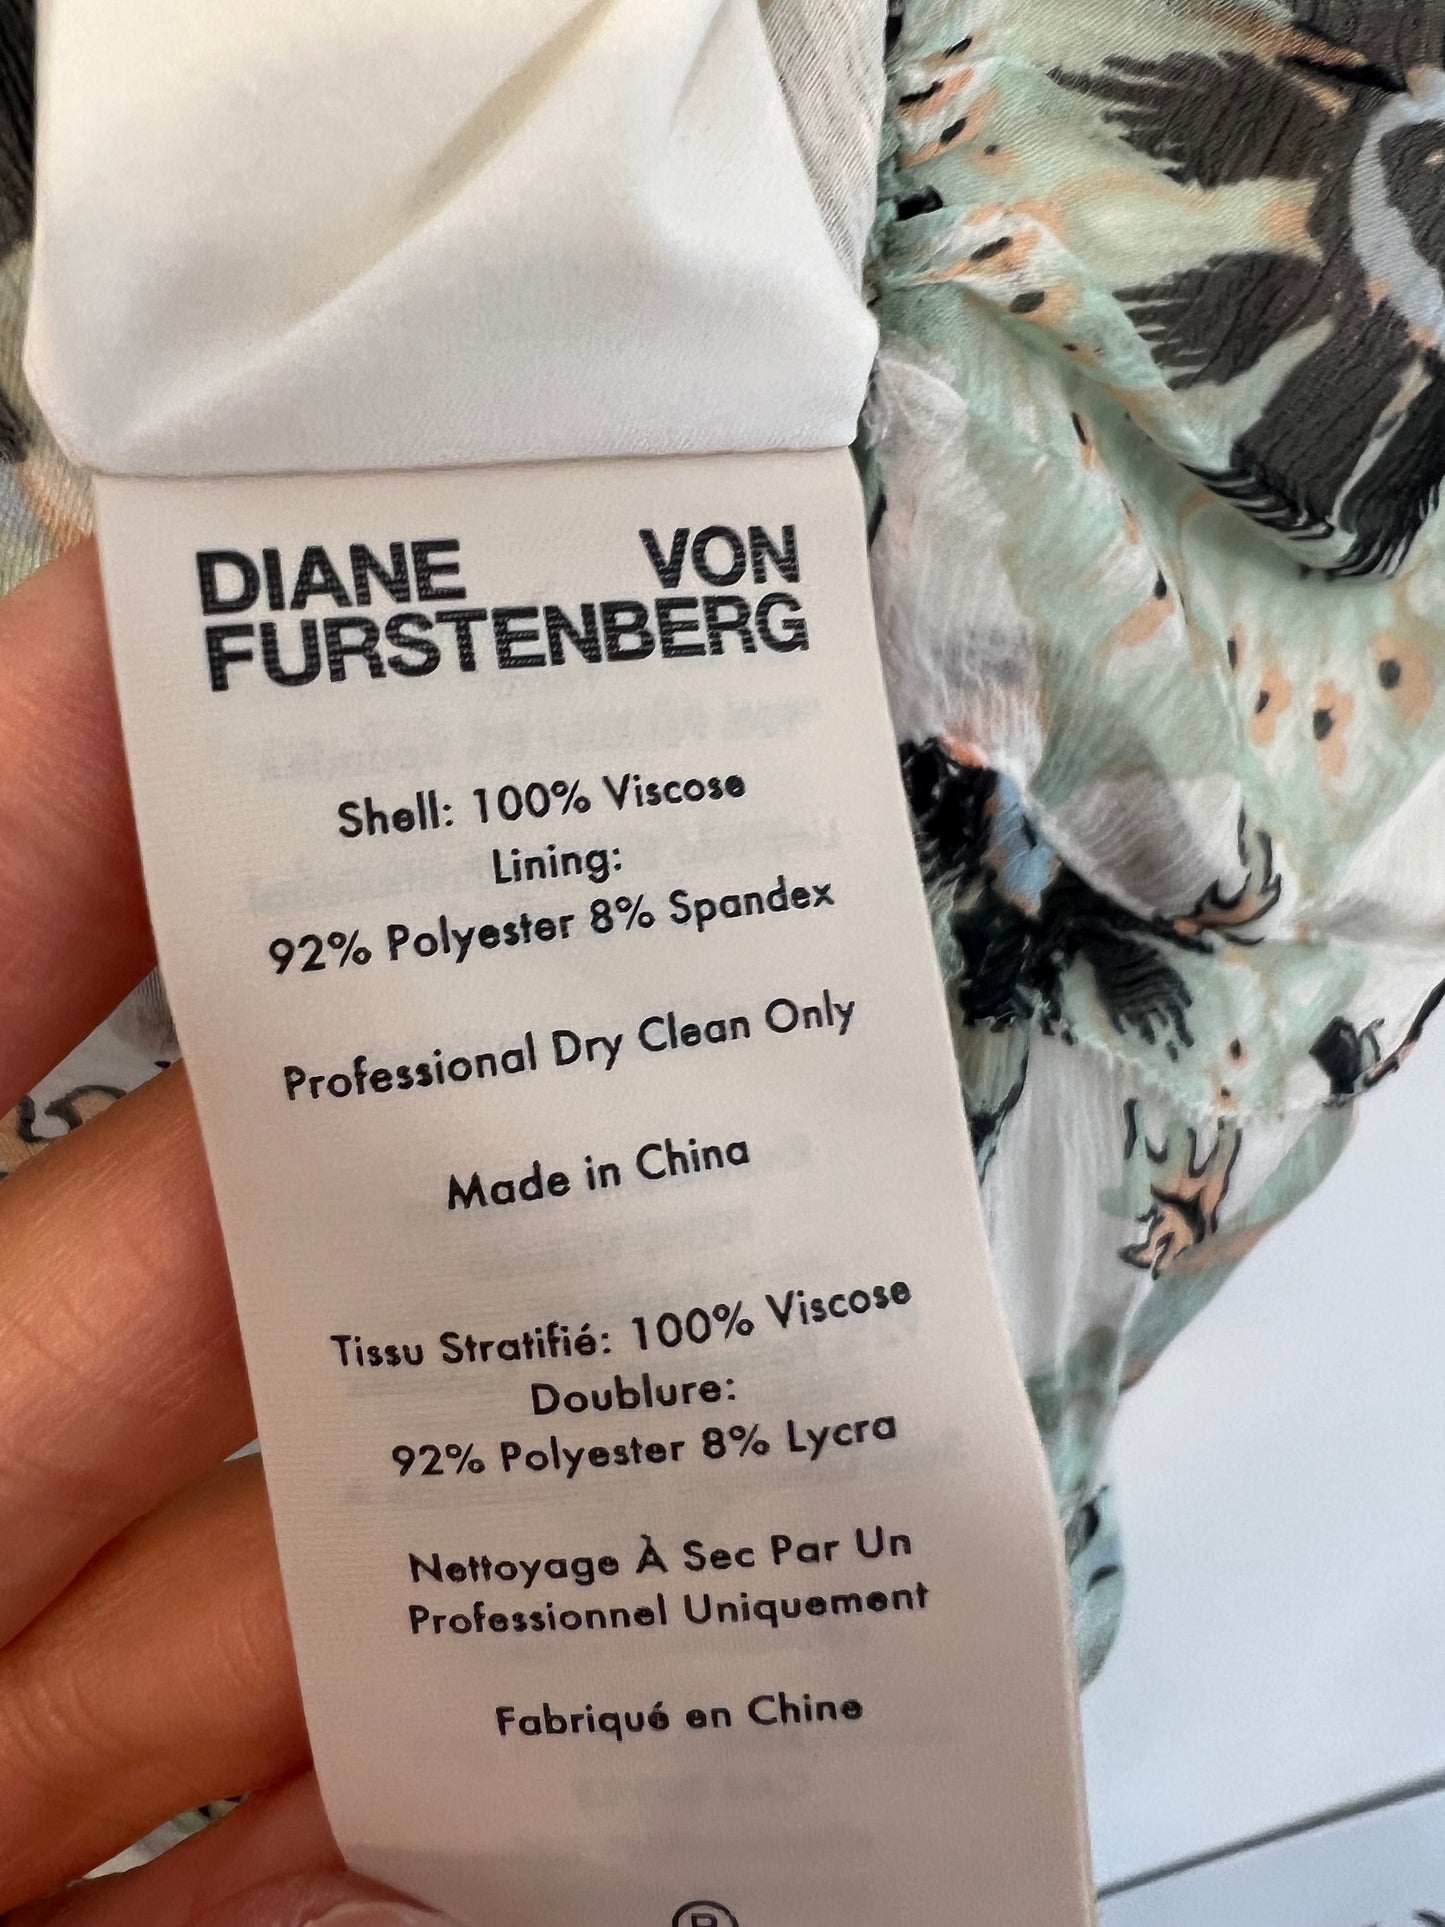 DIANE VON
FURSTENBERG
Shell: 100% Viscose
Lining:
92% Polyester 8% Spandex
Professional Dry Clean Only
Made in China
Tissu Stratifié: 100% Viscose
Doublure:
92% Polyester 8% Lycra
Nettoyage À Sec Par Un
Professionnel Uniquement
Fabriqué en Chine